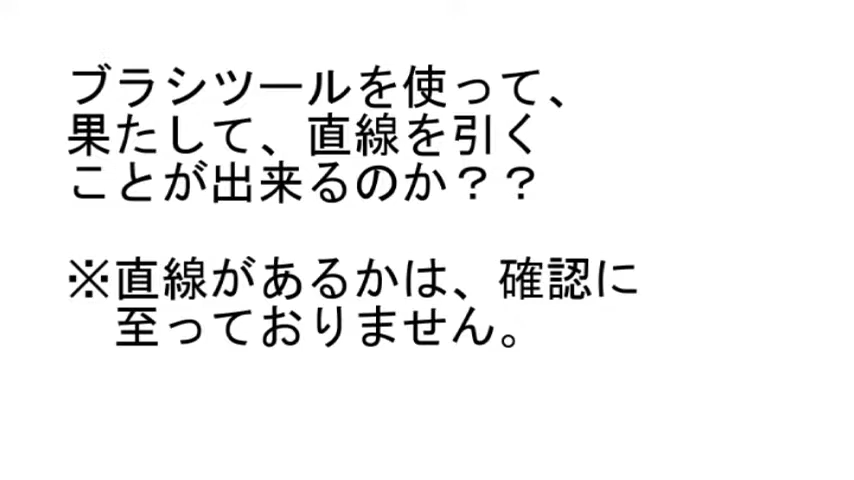 ブラシツールを使って、
果たして、直線を引く
ことが出来るのか？？
※直線があるかは、確認に
至っておりません。